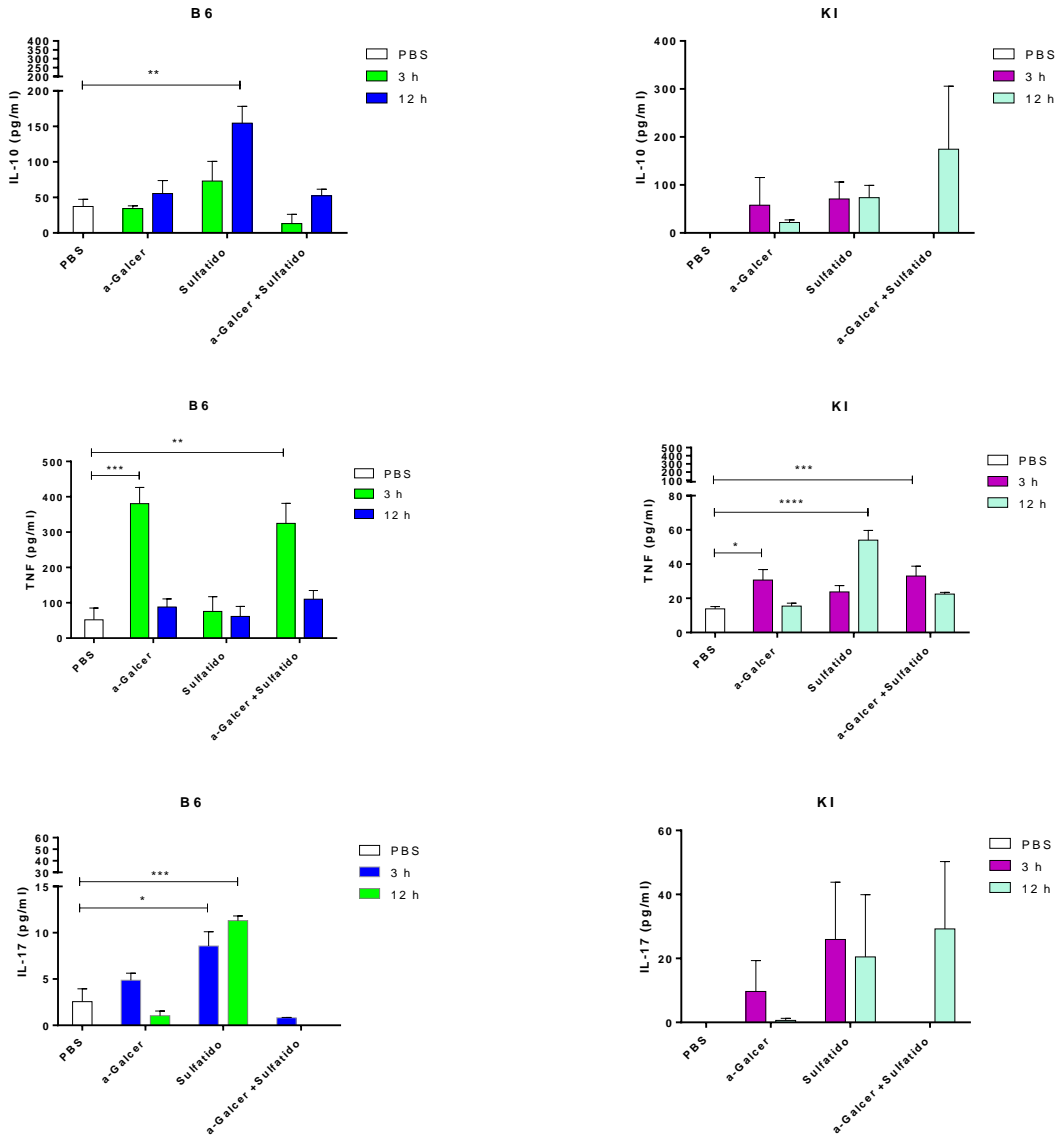 B6
IL-10 (pg/ml)
400
350
300
250
200
200
150
100
50
0
**
PBS
a-Galcer
Sulfatido
a-Galcer +Sulfatido
PBS
3 h
12 h
KI
IL-10 (pg/ml)
400
300
200
100
0
PBS
a-Galcer
Sulfatido
a-Galcer +Sulfatido
PBS
3 h
12 h
B6
TNF (pg/ml)
500
400
300
200
100
0
**
***
PBS
a-Galcer
Sulfatido
a-Galcer +Sulfatido
PBS
3 h
12 h
KI
TNF (pg/ml)
500
400
300
200
100
80
60
40
20
0
***
****
*
PBS
a-Galcer
Sulfatido
a-Galcer +Sulfatido
PBS
3 h
12 h
B6
IL-17 (pg/ml)
60
50
40
30
15
10
5
0
***
*
PBS
a-Galcer
Sulfatido
a-Galcer +Sulfatido
PBS
3 h
12 h
KI
IL-17 (pg/ml)
60
40
20
0
PBS
a-Galcer
Sulfatido
a-Galcer +Sulfatido
PBS
3 h
12 h